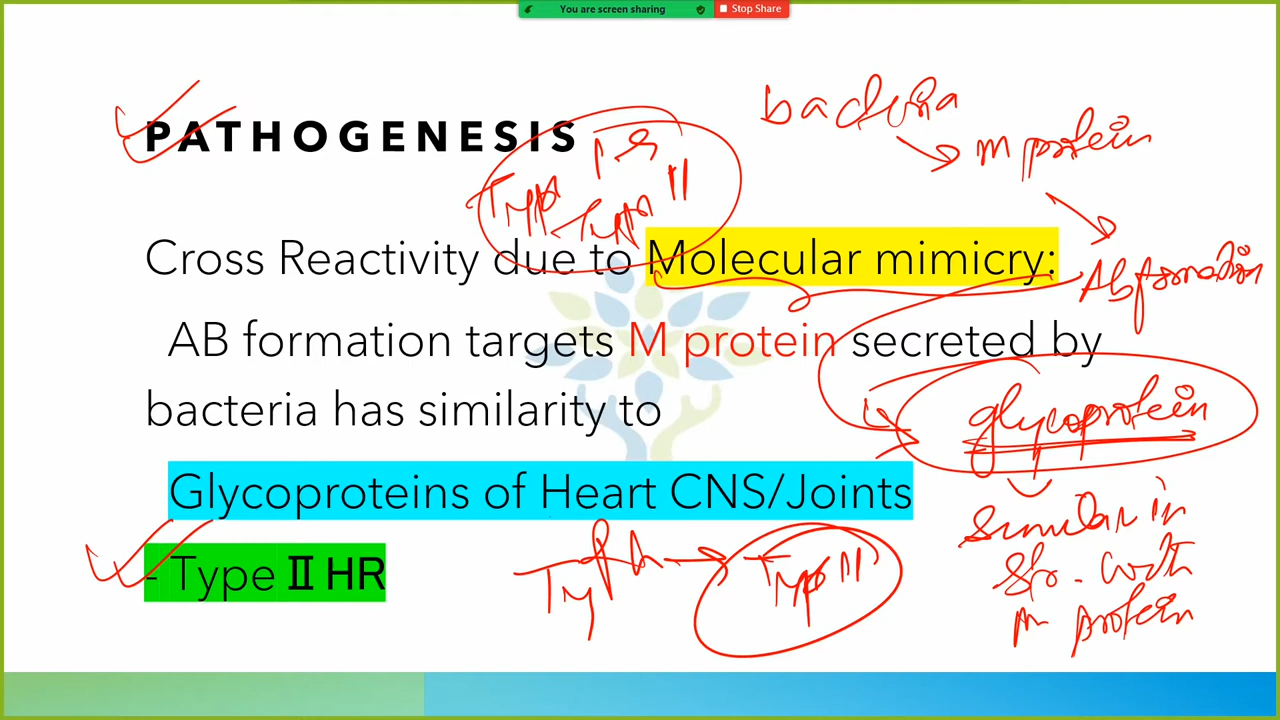 You are screen sharing Stop Share
bacteria
M protein
PATHOGENESIS
Type
Type II
Cross Reactivity due to Molecular mimicry:
Ab formation
AB formation targets M protein secreted by
bacteria has similarity to
glycoprotein
Glycoproteins of Heart CNS/Joints
Similar in
Str. with
M protein
- Type II HR
Type II